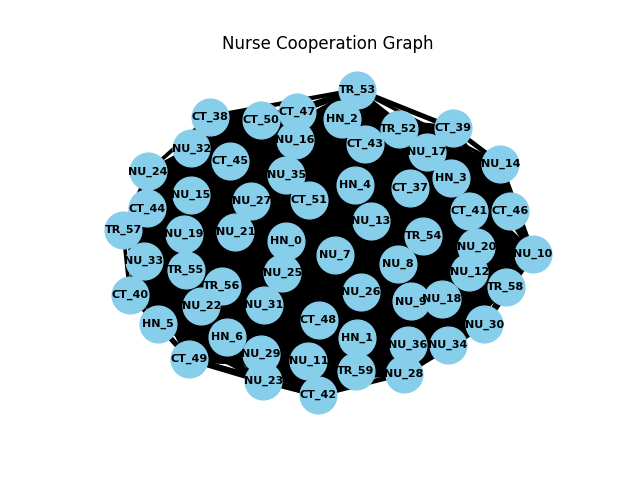 Nurse Cooperation Graph
TR_53
CT_47
CT_38
CT_50
HN_2
TR_52
CT_39
NU_16
CT_43
NU_32
NU_17
CT_45
NU_14
NU_24
NU_35
HN_3
HN_4
CT_37
NU_15
NU_27
CT_51
CT_44
CT_41
CT_46
NU_13
TR_57
NU_21
NU_19
TR_54
HN_0
NU_20
NU_7
NU_10
NU_33
NU_8
TR_55
NU_25
NU_12
TR_56
TR_58
CT_40
NU_26
NU_9
NU_18
NU_22
NU_31
HN_5
CT_48
NU_30
HN_6
HN_1
NU_36
NU_34
NU_29
CT_49
NU_11
TR_59
NU_28
NU_23
CT_42